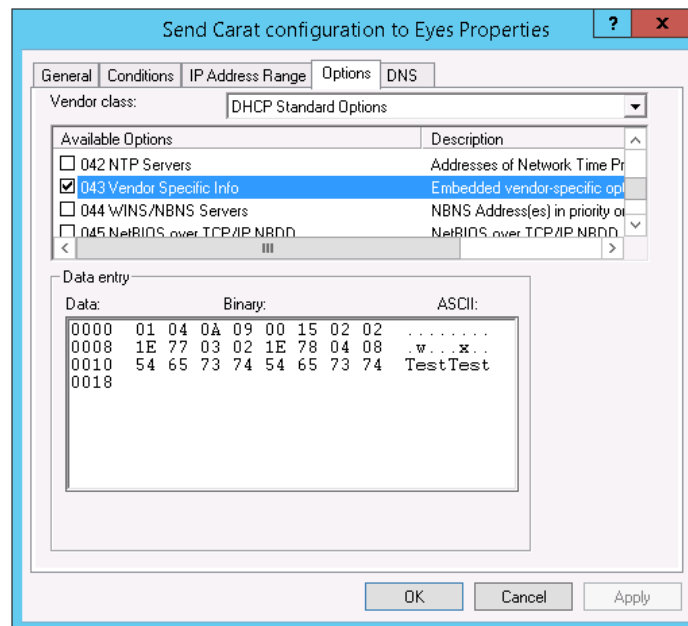 Send Carat configuration to Eyes Properties ? x
General Conditions IP Address Range Options DNS
Vendor class: DHCP Standard Options
Available Options Description
042 NTP Servers Addresses of Network Time Pr
043 Vendor Specific Info Embedded vendor-specific opt
044 WINS/NBNS Servers NBNS Address(es) in priority or
045 NetBIOS over TCP/IP NBDD NetBIOS over TCP/IP NBDD
Data entry
Data: Binary: ASCII:
0000 01 04 0A 09 00 15 02 02 ........
0008 1E 77 03 02 1E 78 04 08 .w...x..
0010 54 65 73 74 54 65 73 74 TestTest
0018
OK Cancel Apply